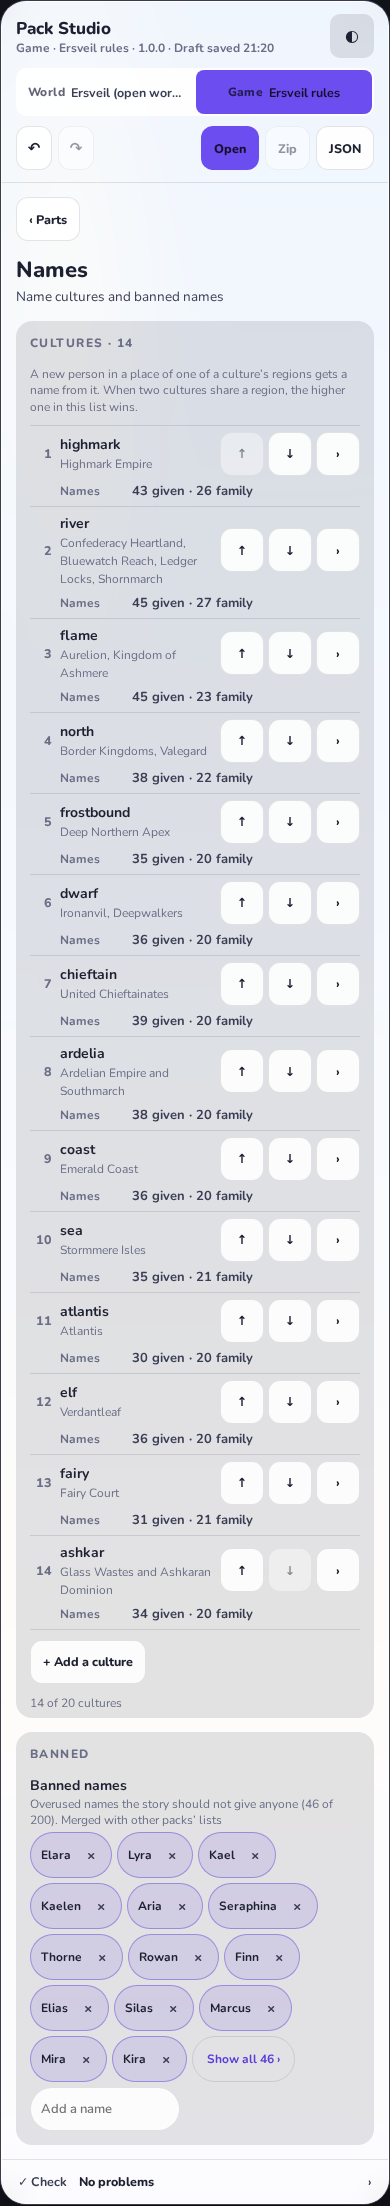 Pack Studio
Game · Ersveil rules · 1.0.0 · Draft saved 21:20
◐
World Ersveil (open wor... Game Ersveil rules
↶ ↷ Open Zip JSON
‹ Parts
Names
Name cultures and banned names
CULTURES · 14
A new person in a place of one of a culture's regions gets a
name from it. When two cultures share a region, the higher
one in this list wins.
1 highmark ↑ ↓ ›
Highmark Empire
Names 43 given · 26 family
river
Confederacy Heartland,
2 Bluewater Reach, Ledger ↑ ↓ ›
Locks, Shornmarch
Names 45 given · 27 family
flame
3 Aurelion, Kingdom of ↑ ↓ ›
Ashmere
Names 45 given · 23 family
4 north ↑ ↓ ›
Border Kingdoms, Valegard
Names 38 given · 22 family
5 frostbound ↑ ↓ ›
Deep Northern Apex
Names 35 given · 20 family
6 dwarf ↑ ↓ ›
Ironanvil, Deepwalkers
Names 36 given · 20 family
7 chieftain ↑ ↓ ›
United Chieftainates
Names 39 given · 20 family
ardelia
8 Ardelian Empire and ↑ ↓ ›
Southmarch
Names 38 given · 20 family
9 coast ↑ ↓ ›
Emerald Coast
Names 36 given · 20 family
10 sea ↑ ↓ ›
Stormmere Isles
Names 35 given · 21 family
11 atlantis ↑ ↓ ›
Atlantis
Names 30 given · 20 family
12 elf ↑ ↓ ›
Verdantleaf
Names 36 given · 20 family
13 fairy ↑ ↓ ›
Fairy Court
Names 31 given · 21 family
ashkar
14 Glass Wastes and Ashkaran ↑ ↓ ›
Dominion
Names 34 given · 20 family
+ Add a culture
14 of 20 cultures
BANNED
Banned names
Overused names the story should not give anyone (46 of
200). Merged with other packs' lists
Elara × Lyra × Kael ×
Kaelen × Aria × Seraphina ×
Thorne × Rowan × Finn ×
Elias × Silas × Marcus ×
Mira × Kira × Show all 46 ›
Add a name
✓ Check No problems ›